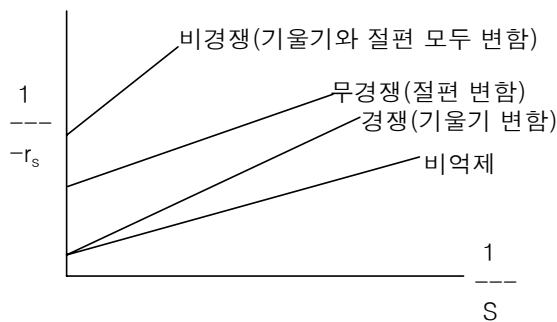 비경쟁(기울기와 절편 모두 변함)
1
---
-rₛ
무경쟁(절편 변함)
경쟁(기울기 변함)
비억제
1
---
S